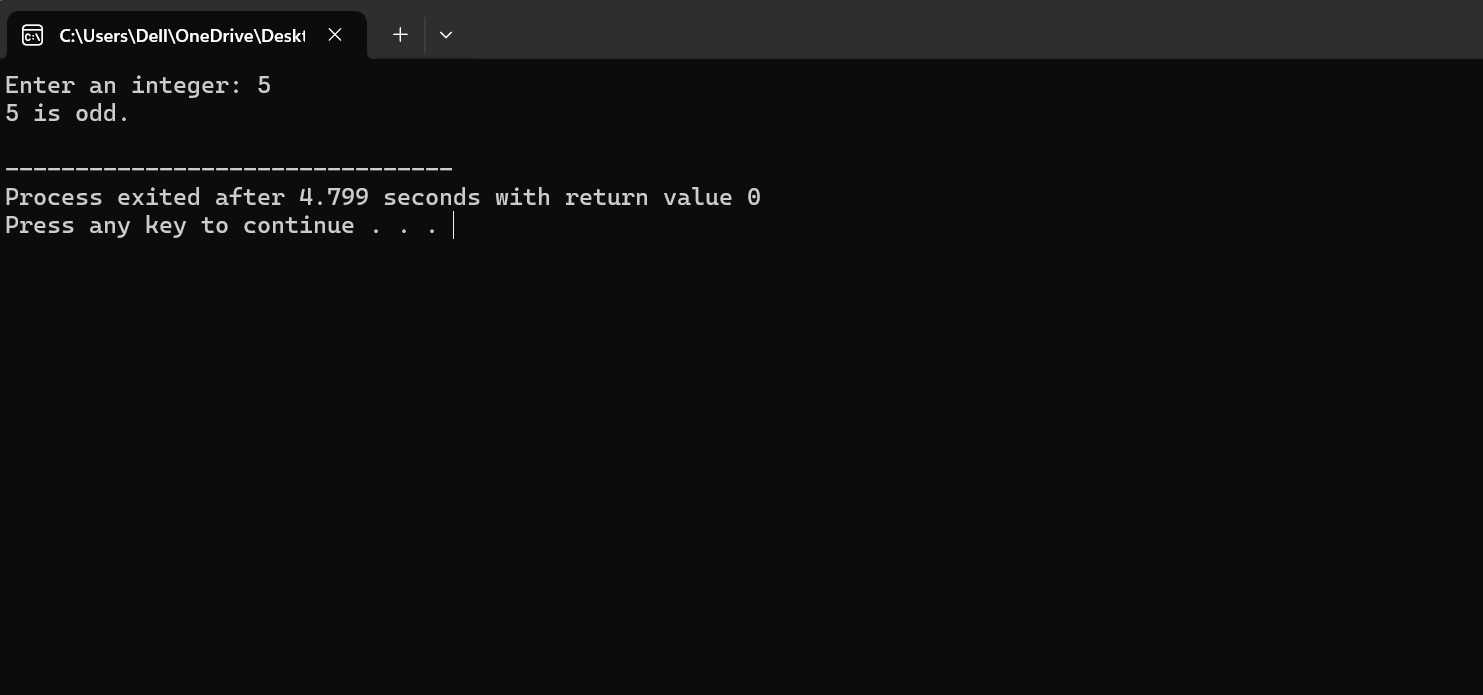 C:\Users\Dell\OneDrive\Deskt
Enter an integer: 5
5 is odd.
--------------------------------
Process exited after 4.799 seconds with return value 0
Press any key to continue . . .